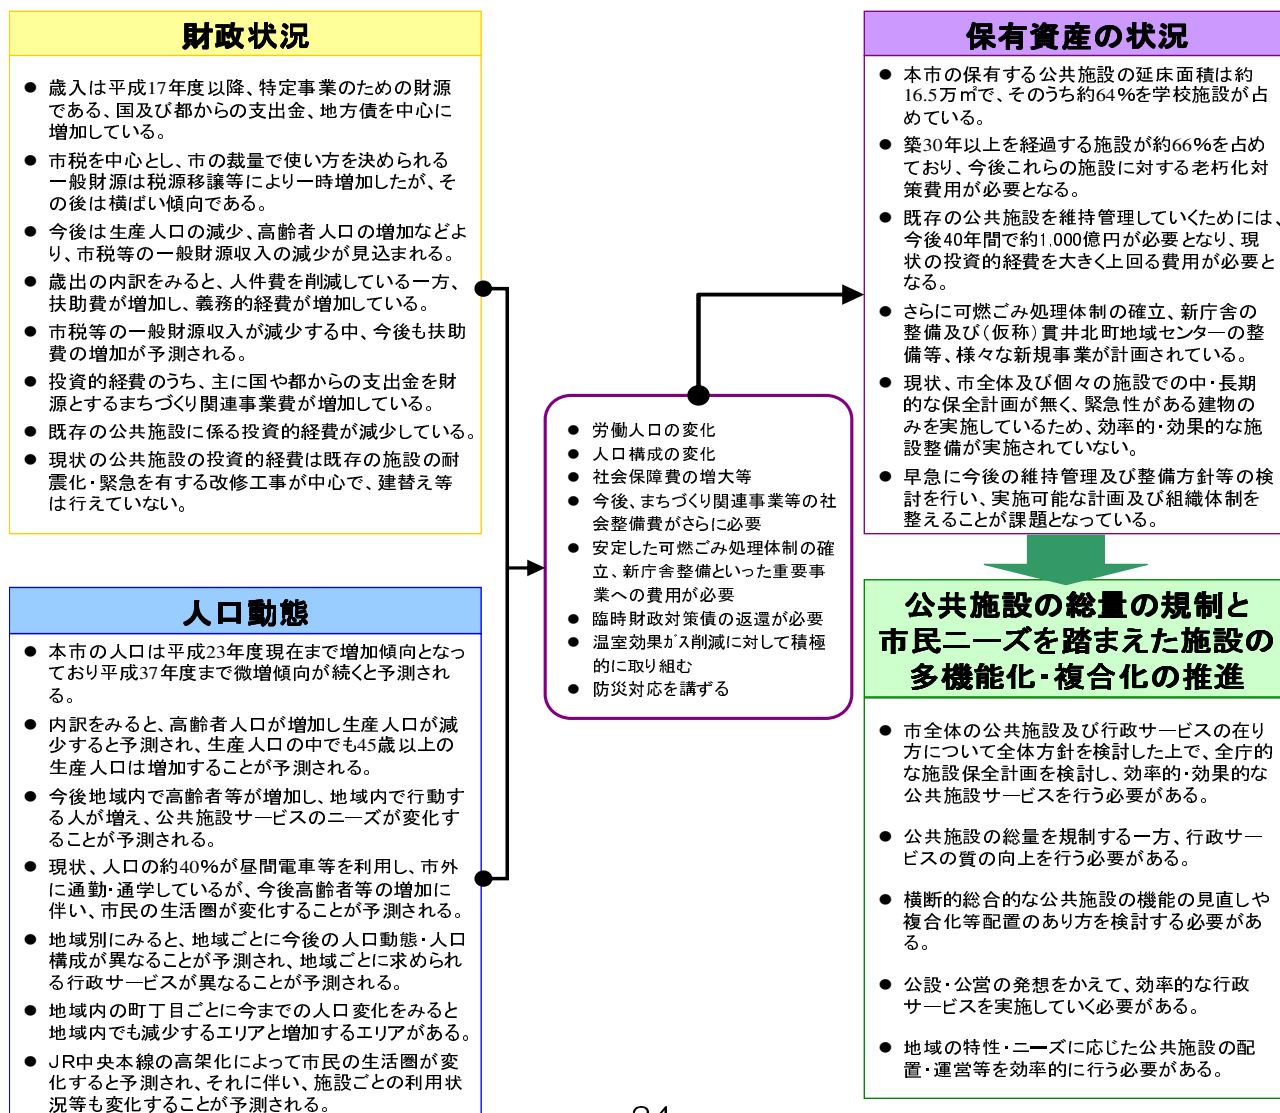 財政状況
● 歳入は平成17年度以降、特定事業のための財源
である、国及び都からの支出金、地方債を中心に
増加している。
● 市税を中心とし、市の裁量で使い方を決められる
一般財源は税源移譲等により一時増加したが、そ
の後は横ばい傾向である。
● 今後は生産人口の減少、高齢者人口の増加などよ
り、市税等の一般財源収入の減少が見込まれる。
● 歳出の内訳をみると、人件費を削減している一方、
扶助費が増加し、義務的経費が増加している。
● 市税等の一般財源収入が減少する中、今後も扶助
費の増加が予測される。
● 投資的経費のうち、主に国や都からの支出金を財
源とするまちづくり関連事業費が増加している。
● 既存の公共施設に係る投資的経費が減少している。
● 現状の公共施設の投資的経費は既存の施設の耐
震化・緊急を有する改修工事が中心で、建替え等
は行えていない。
人口動態
● 本市の人口は平成23年度現在まで増加傾向となっ
ており平成37年度まで微増傾向が続くと予測され
る。
● 内訳をみると、高齢者人口が増加し生産人口が減
少すると予測され、生産人口の中でも45歳以上の
生産人口は増加することが予測される。
● 今後地域内で高齢者等が増加し、地域内で行動す
る人が増え、公共施設サービスのニーズが変化す
ることが予測される。
● 現状、人口の約40%が昼間電車等を利用し、市外
に通勤・通学しているが、今後高齢者等の増加に
伴い、市民の生活圏が変化することが予測される。
● 地域別にみると、地域ごとに今後の人口動態・人口
構成が異なることが予測され、地域ごとに求められ
る行政サービスが異なることが予測される。
● 地域内の町丁目ごとに今までの人口変化をみると
地域内でも減少するエリアと増加するエリアがある。
● JR中央本線の高架化によって市民の生活圏が変
化すると予測され、それに伴い、施設ごとの利用状
況等も変化することが予測される。
● 労働人口の変化
● 人口構成の変化
● 社会保障費の増大等
● 今後、まちづくり関連事業等の社
会整備費がさらに必要
● 安定した可燃ごみ処理体制の確
立、新庁舎整備といった重要事
業への費用が必要
● 臨時財政対策債の返還が必要
● 温室効果ガス削減に対して積極
的に取り組む
● 防災対応を講ずる
保有資産の状況
● 本市の保有する公共施設の延床面積は約
16.5万㎡で、そのうち約64%を学校施設が占
めている。
● 築30年以上を経過する施設が約66%を占め
ており、今後これらの施設に対する老朽化対
策費用が必要となる。
● 既存の公共施設を維持管理していくためには、
今後40年間で約1,000億円が必要となり、現
状の投資的経費を大きく上回る費用が必要と
なる。
● さらに可燃ごみ処理体制の確立、新庁舎の
整備及び(仮称)貫井北町地域センターの整
備等、様々な新規事業が計画されている。
● 現状、市全体及び個々の施設での中・長期
的な保全計画が無く、緊急性がある建物の
みを実施しているため、効率的・効果的な施
設整備が実施されていない。
● 早急に今後の維持管理及び整備方針等の検
討を行い、実施可能な計画及び組織体制を
整えることが課題となっている。
公共施設の総量の規制と
市民ニーズを踏まえた施設の
多機能化・複合化の推進
● 市全体の公共施設及び行政サービスの在り
方について全体方針を検討した上で、全庁的
な施設保全計画を検討し、効率的・効果的な
公共施設サービスを行う必要がある。
● 公共施設の総量を規制する一方、行政サー
ビスの質の向上を行う必要がある。
● 横断的総合的な公共施設の機能の見直しや
複合化等配置のあり方を検討する必要があ
る。
● 公設・公営の発想をかえて、効率的な行政
サービスを実施していく必要がある。
● 地域の特性・ニーズに応じた公共施設の配
置・運営等を効率的に行う必要がある。